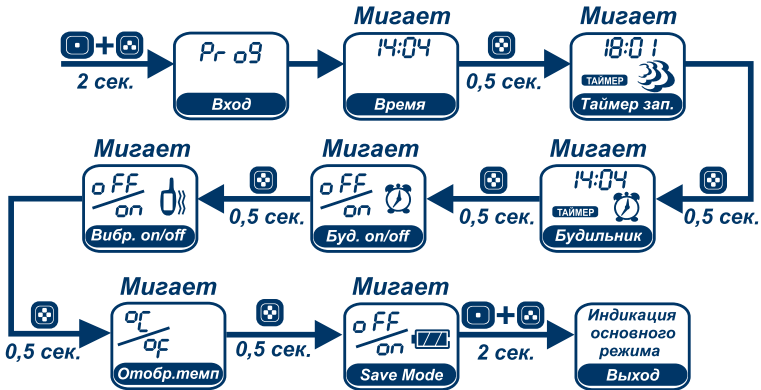 Мигает Мигает
+ Prog 14:04 18:01
ТАЙМЕР
2 сек. Вход Время 0,5 сек. Таймер зап.
Мигает Мигает Мигает
oFF oFF 14:04
on on ТАЙМЕР
Вибр. on/off 0,5 сек. Буд. on/off 0,5 сек. Будильник 0,5 сек.
Мигает Мигает
°C oFF + Индикация
основного
°F on режима
0,5 сек. Отобр.темп 0,5 сек. Save Mode 2 сек. Выход